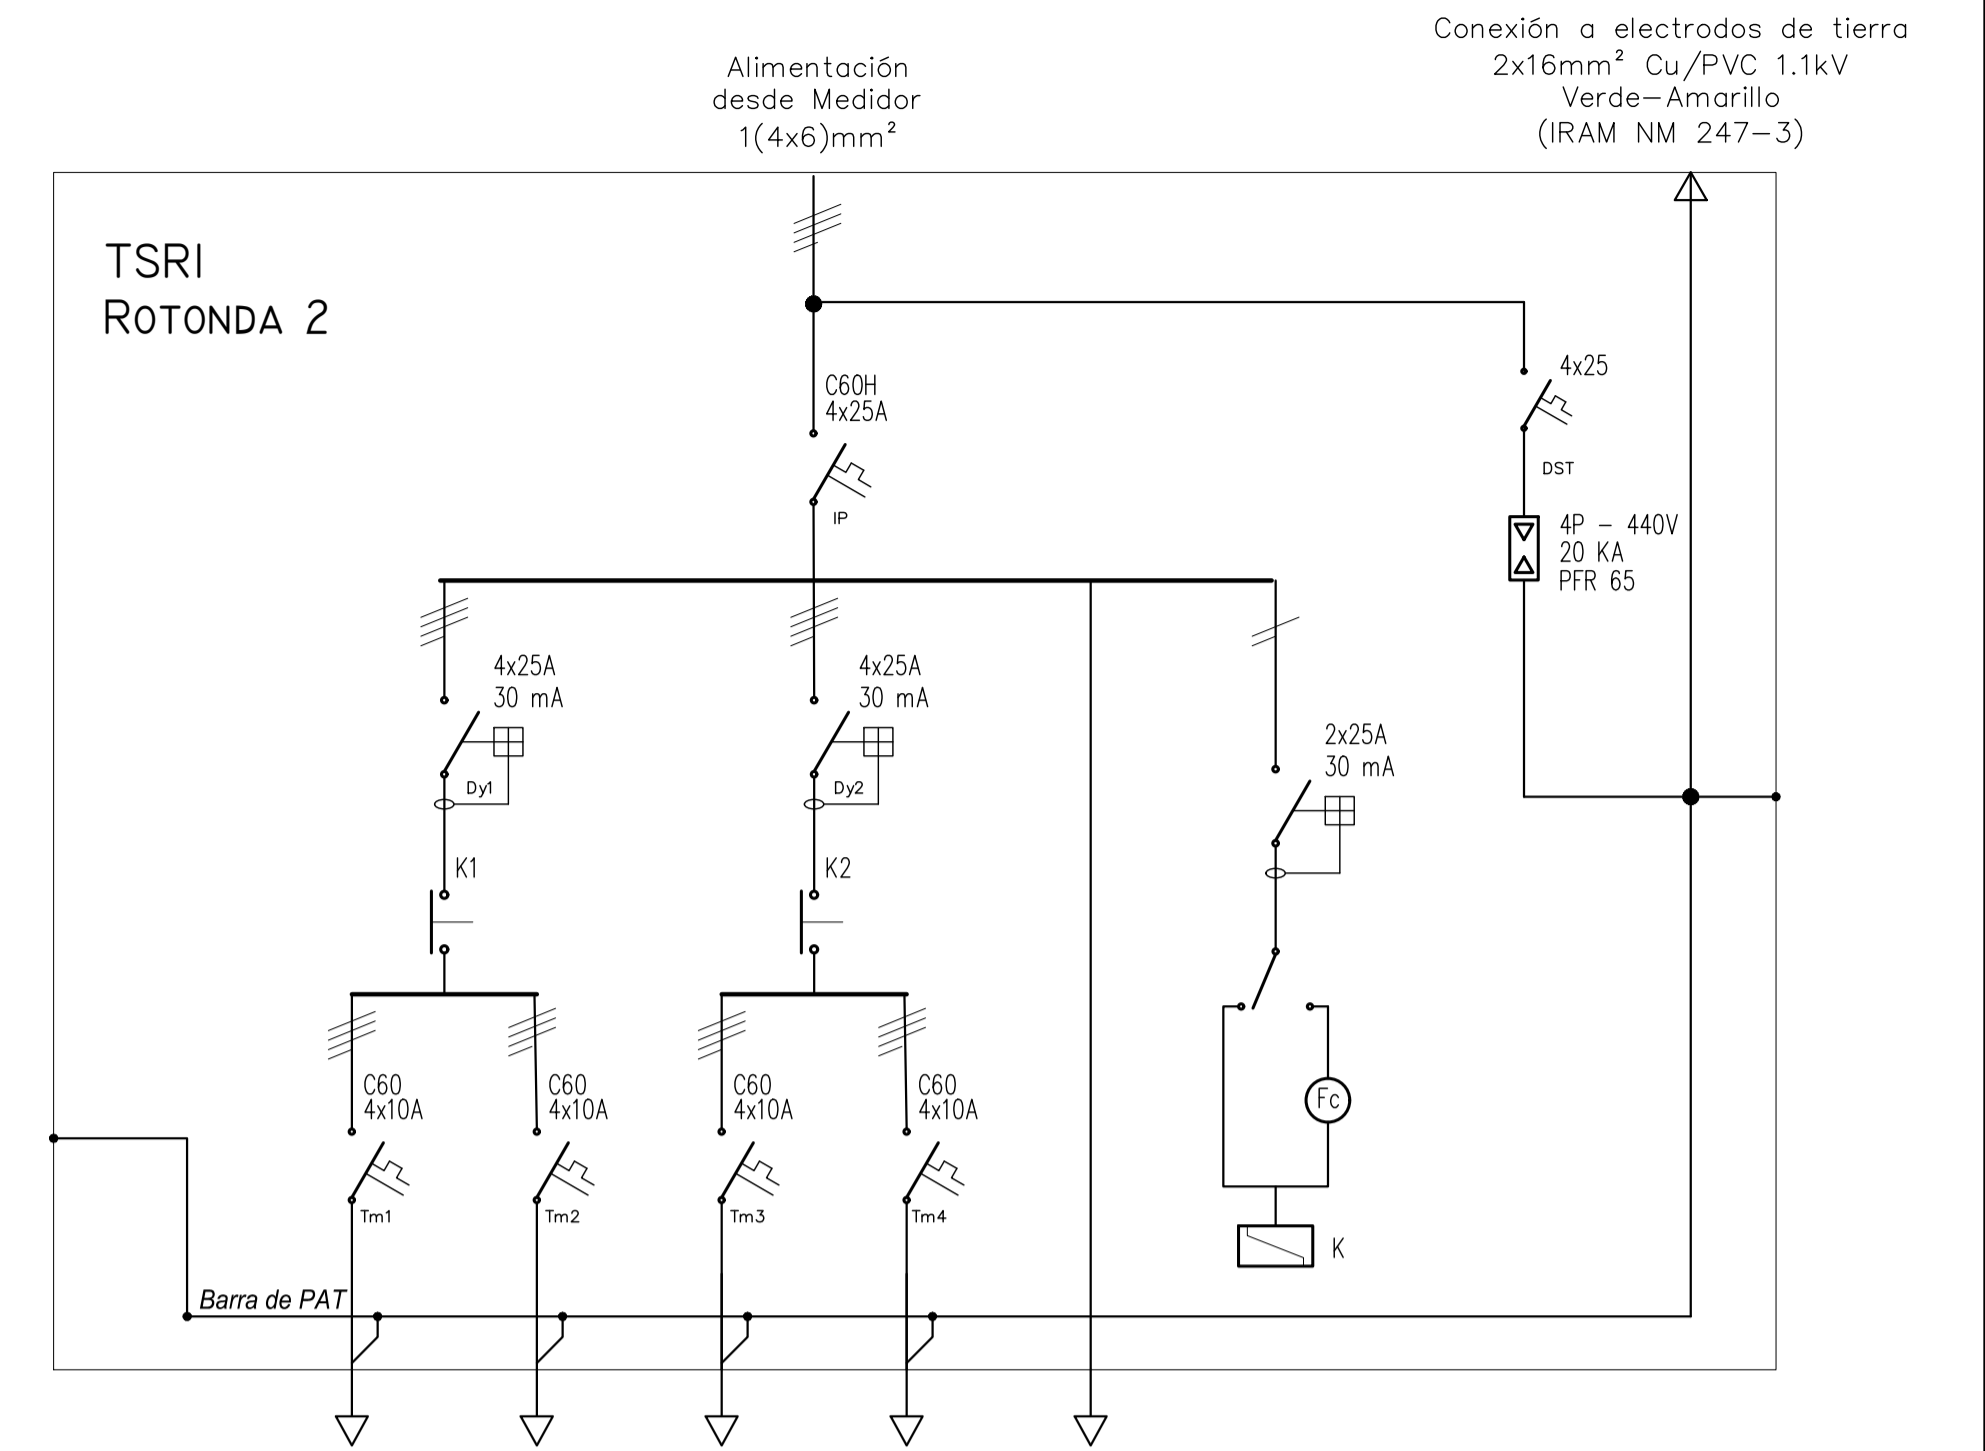 Conexión a electrodos de tierra
2x16mm² Cu/PVC 1.1kV
Verde-Amarillo
(IRAM NM 247-3)
Alimentación
desde Medidor
1(4x6)mm²
TSRI
ROTONDA 2
C60H
4x25A
IP
4x25
DST
4P - 440V
20 KA
PFR 65
4x25A
30 mA
Dy1
K1
4x25A
30 mA
Dy2
K2
2x25A
30 mA
C60
4x10A
Tm1
C60
4x10A
Tm2
C60
4x10A
Tm3
C60
4x10A
Tm4
Fc
K
Barra de PAT